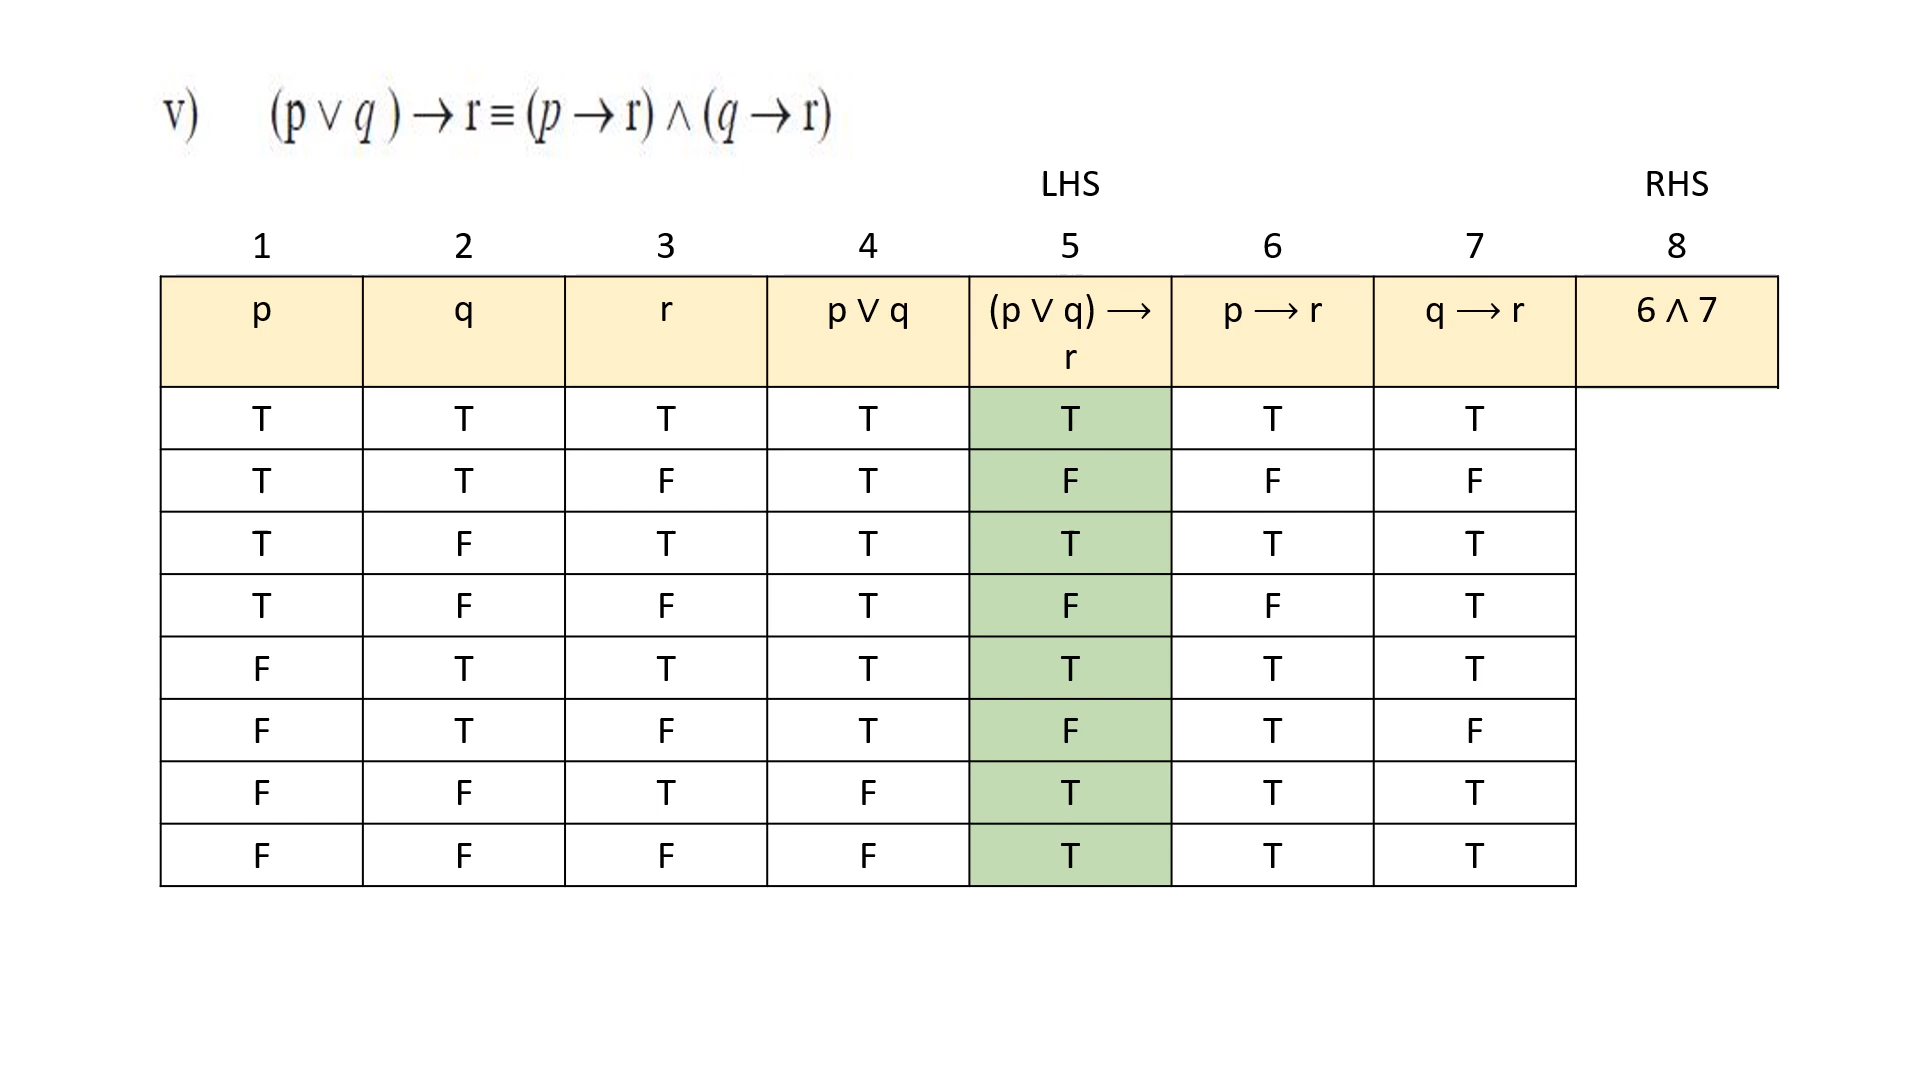 v) (p ∨ q ) → r ≡ (p → r) ∧ (q → r)
LHS RHS
1 2 3 4 5 6 7 8
p q r p V q (p V q) ⟶ r p ⟶ r q ⟶ r 6 Λ 7
T T T T T T T
T T F T F F F
T F T T T T T
T F F T F F T
F T T T T T T
F T F T F T F
F F T F T T T
F F F F T T T